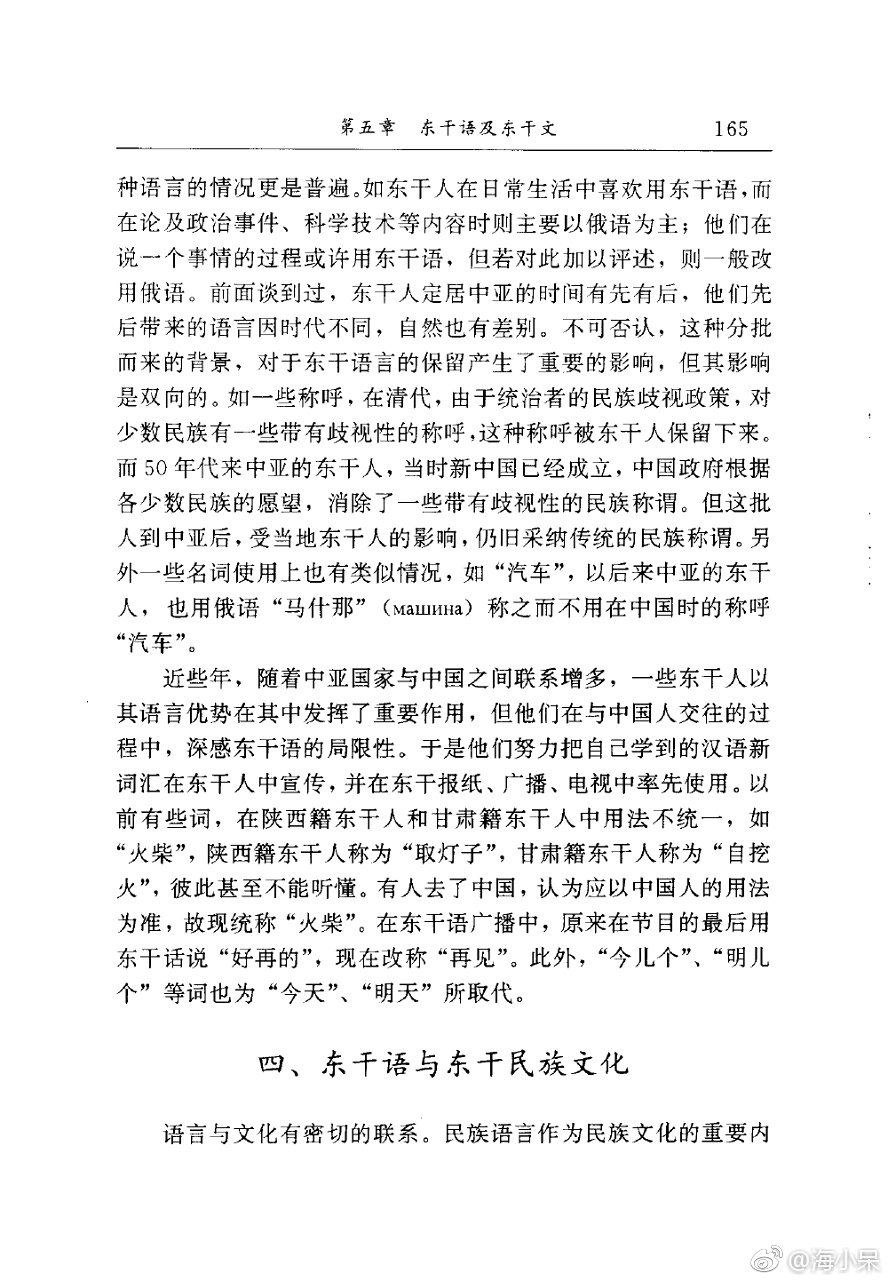 第五章 东干语及东干文 165
种语言的情况更是普遍。如东干人在日常生活中喜欢用东干语,而
在论及政治事件、科学技术等内容时则主要以俄语为主;他们在
说一个事情的过程或许用东干语,但若对此加以评述,则一般改
用俄语。前面谈到过,东干人定居中亚的时间有先有后,他们先
后带来的语言因时代不同,自然也有差别。不可否认,这种分批
而来的背景,对于东干语言的保留产生了重要的影响,但其影响
是双向的。如一些称呼,在清代,由于统治者的民族歧视政策,对
少数民族有一些带有歧视性的称呼,这种称呼被东干人保留下来。
而50年代来中亚的东干人,当时新中国已经成立,中国政府根据
各少数民族的愿望,消除了一些带有歧视性的民族称谓。但这批
人到中亚后,受当地东干人的影响,仍旧采纳传统的民族称谓。另
外一些名词使用上也有类似情况,如“汽车”,以后来中亚的东干
人,也用俄语“马什那”(машина)称之而不用在中国时的称呼
“汽车”。
近些年,随着中亚国家与中国之间联系增多,一些东干人以
其语言优势在其中发挥了重要作用,但他们在与中国人交往的过
程中,深感东干语的局限性。于是他们努力把自己学到的汉语新
词汇在东干人中宣传,并在东干报纸、广播、电视中率先使用。以
前有些词,在陕西籍东干人和甘肃籍东干人中用法不统一,如
“火柴”,陕西籍东干人称为“取灯子”,甘肃籍东干人称为“自挖
火”,彼此甚至不能听懂。有人去了中国,认为应以中国人的用法
为准,故现统称“火柴”。在东干语广播中,原来在节目的最后用
东干话说“好再的”,现在改称“再见”。此外,“今儿个”、“明儿
个”等词也为“今天”、“明天”所取代。
四、东干语与东干民族文化
语言与文化有密切的联系。民族语言作为民族文化的重要内
@海小呆